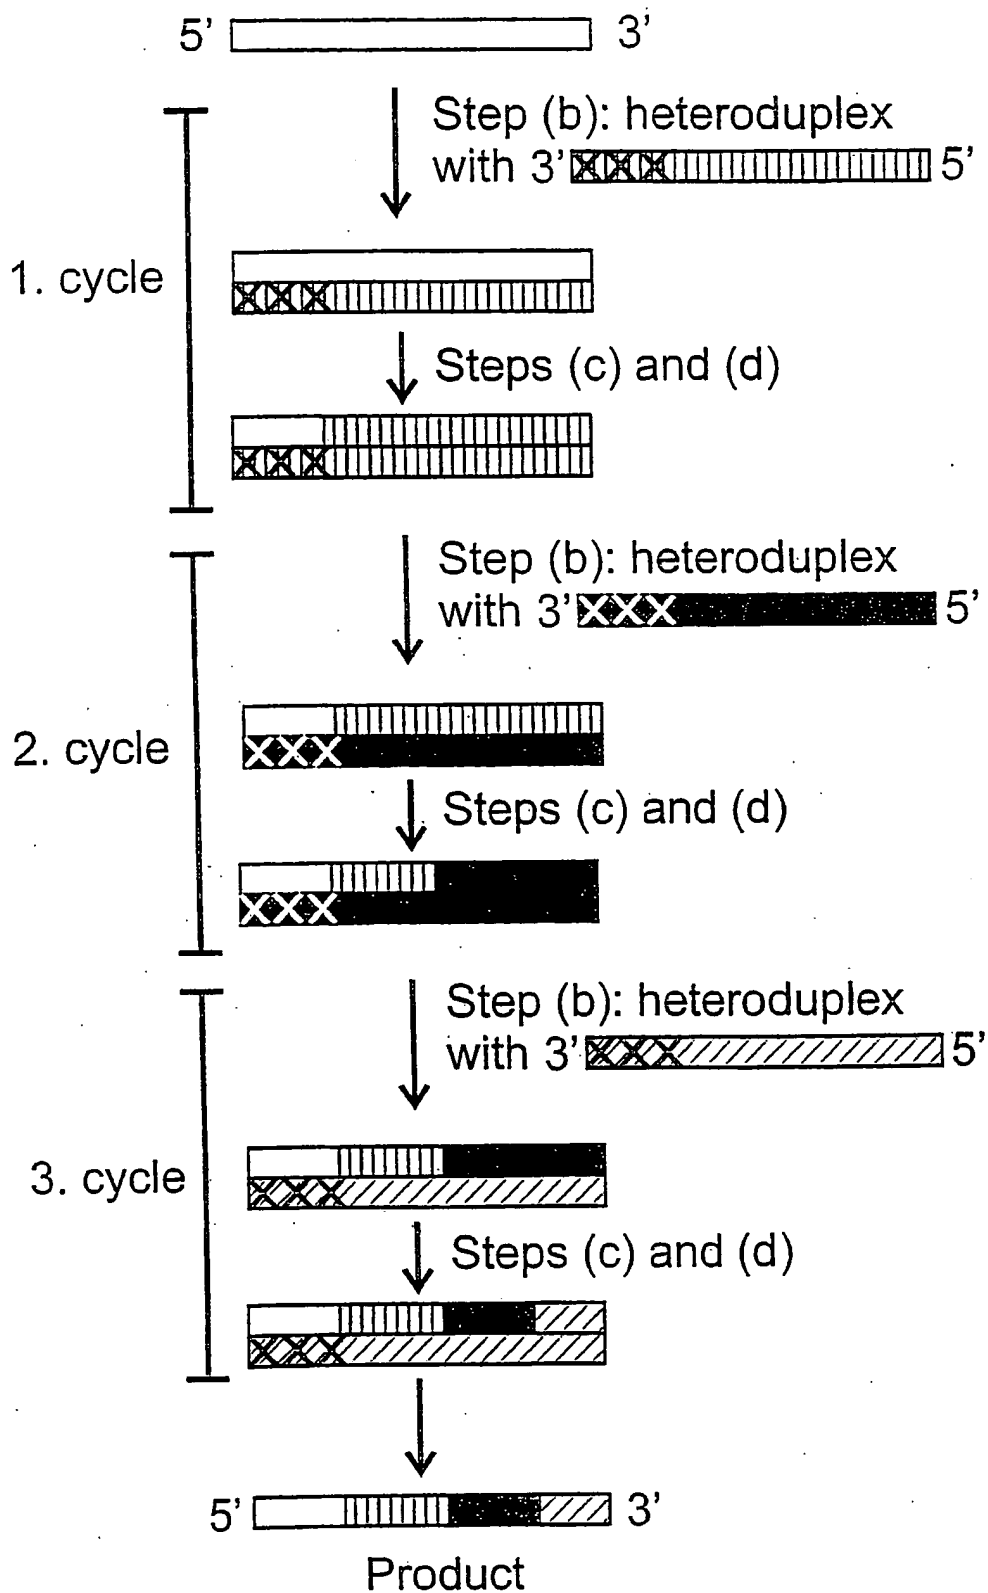 5' 3'
Step (b): heteroduplex
with 3' 5'
1. cycle
Steps (c) and (d)
Step (b): heteroduplex
with 3' 5'
2. cycle
Steps (c) and (d)
Step (b): heteroduplex
with 3' 5'
3. cycle
Steps (c) and (d)
5' 3'
Product